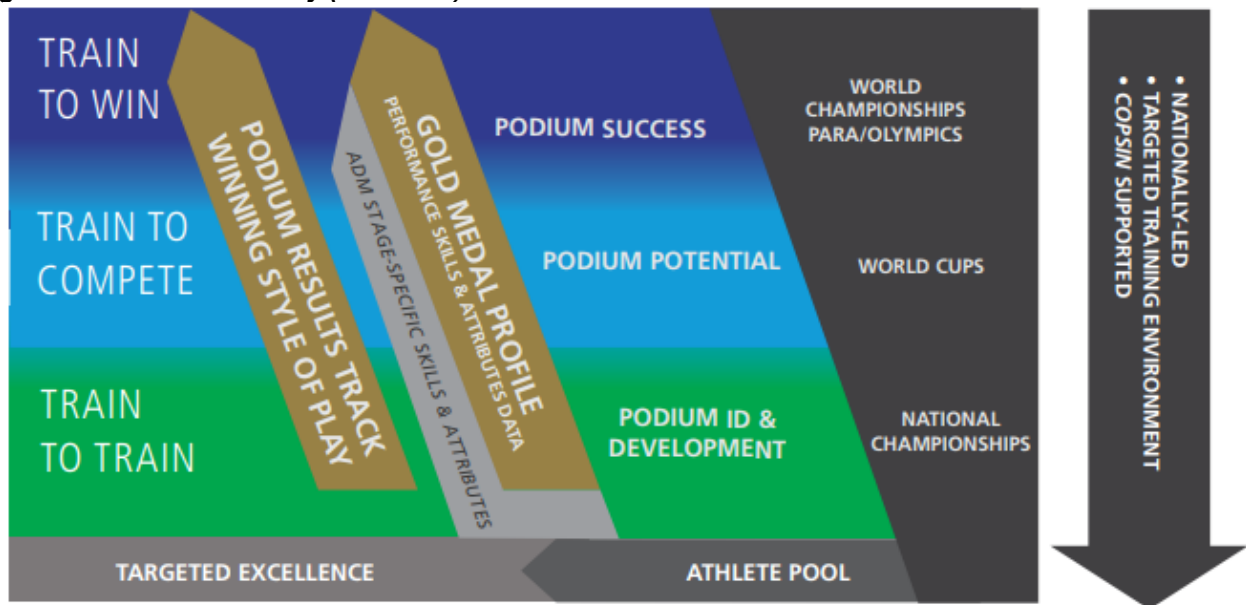 TRAIN
TO WIN
TRAIN TO
COMPETE
TRAIN
TO TRAIN
PODIUM RESULTS TRACK
WINNING STYLE OF PLAY
ADM STAGE-SPECIFIC SKILLS & ATTRIBUTES
GOLD MEDAL PROFILE
PERFORMANCE SKILLS & ATTRIBUTES DATA
PODIUM SUCCESS
PODIUM POTENTIAL
PODIUM ID &
DEVELOPMENT
WORLD
CHAMPIONSHIPS
PARA/OLYMPICS
WORLD CUPS
NATIONAL
CHAMPIONSHIPS
• NATIONALLY-LED
• TARGETED TRAINING ENVIRONMENT
• COPSIN SUPPORTED
TARGETED EXCELLENCE
ATHLETE POOL